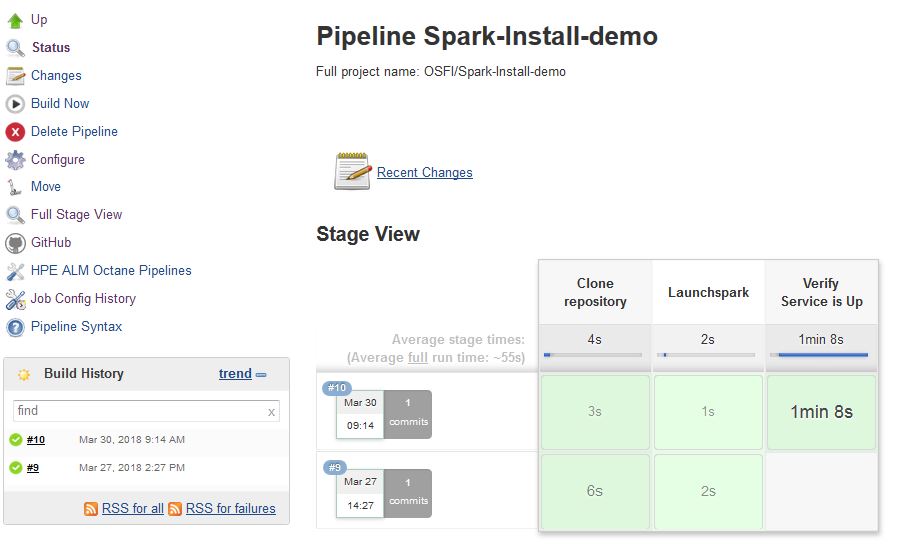 Up
Status
Changes
Build Now
Delete Pipeline
Configure
Move
Full Stage View
GitHub
HPE ALM Octane Pipelines
Job Config History
Pipeline Syntax
Build History
trend
find
x
#10
Mar 30, 2018 9:14 AM
#9
Mar 27, 2018 2:27 PM
RSS for all
RSS for failures
Pipeline Spark-Install-demo
Full project name: OSFI/Spark-Install-demo
Recent Changes
Stage View
Clone
repository
Launchspark
Verify
Service is Up
Average stage times:
(Average full run time: ~55s)
4s
2s
1min 8s
#10
Mar 30
09:14
1
commits
3s
1s
1min 8s
#9
Mar 27
14:27
1
commits
6s
2s